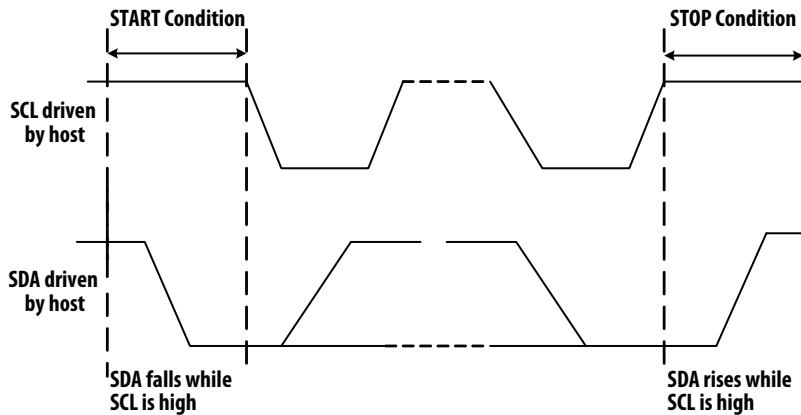 START Condition
STOP Condition
SCL driven
by host
SDA driven
by host
SDA falls while
SCL is high
SDA rises while
SCL is high